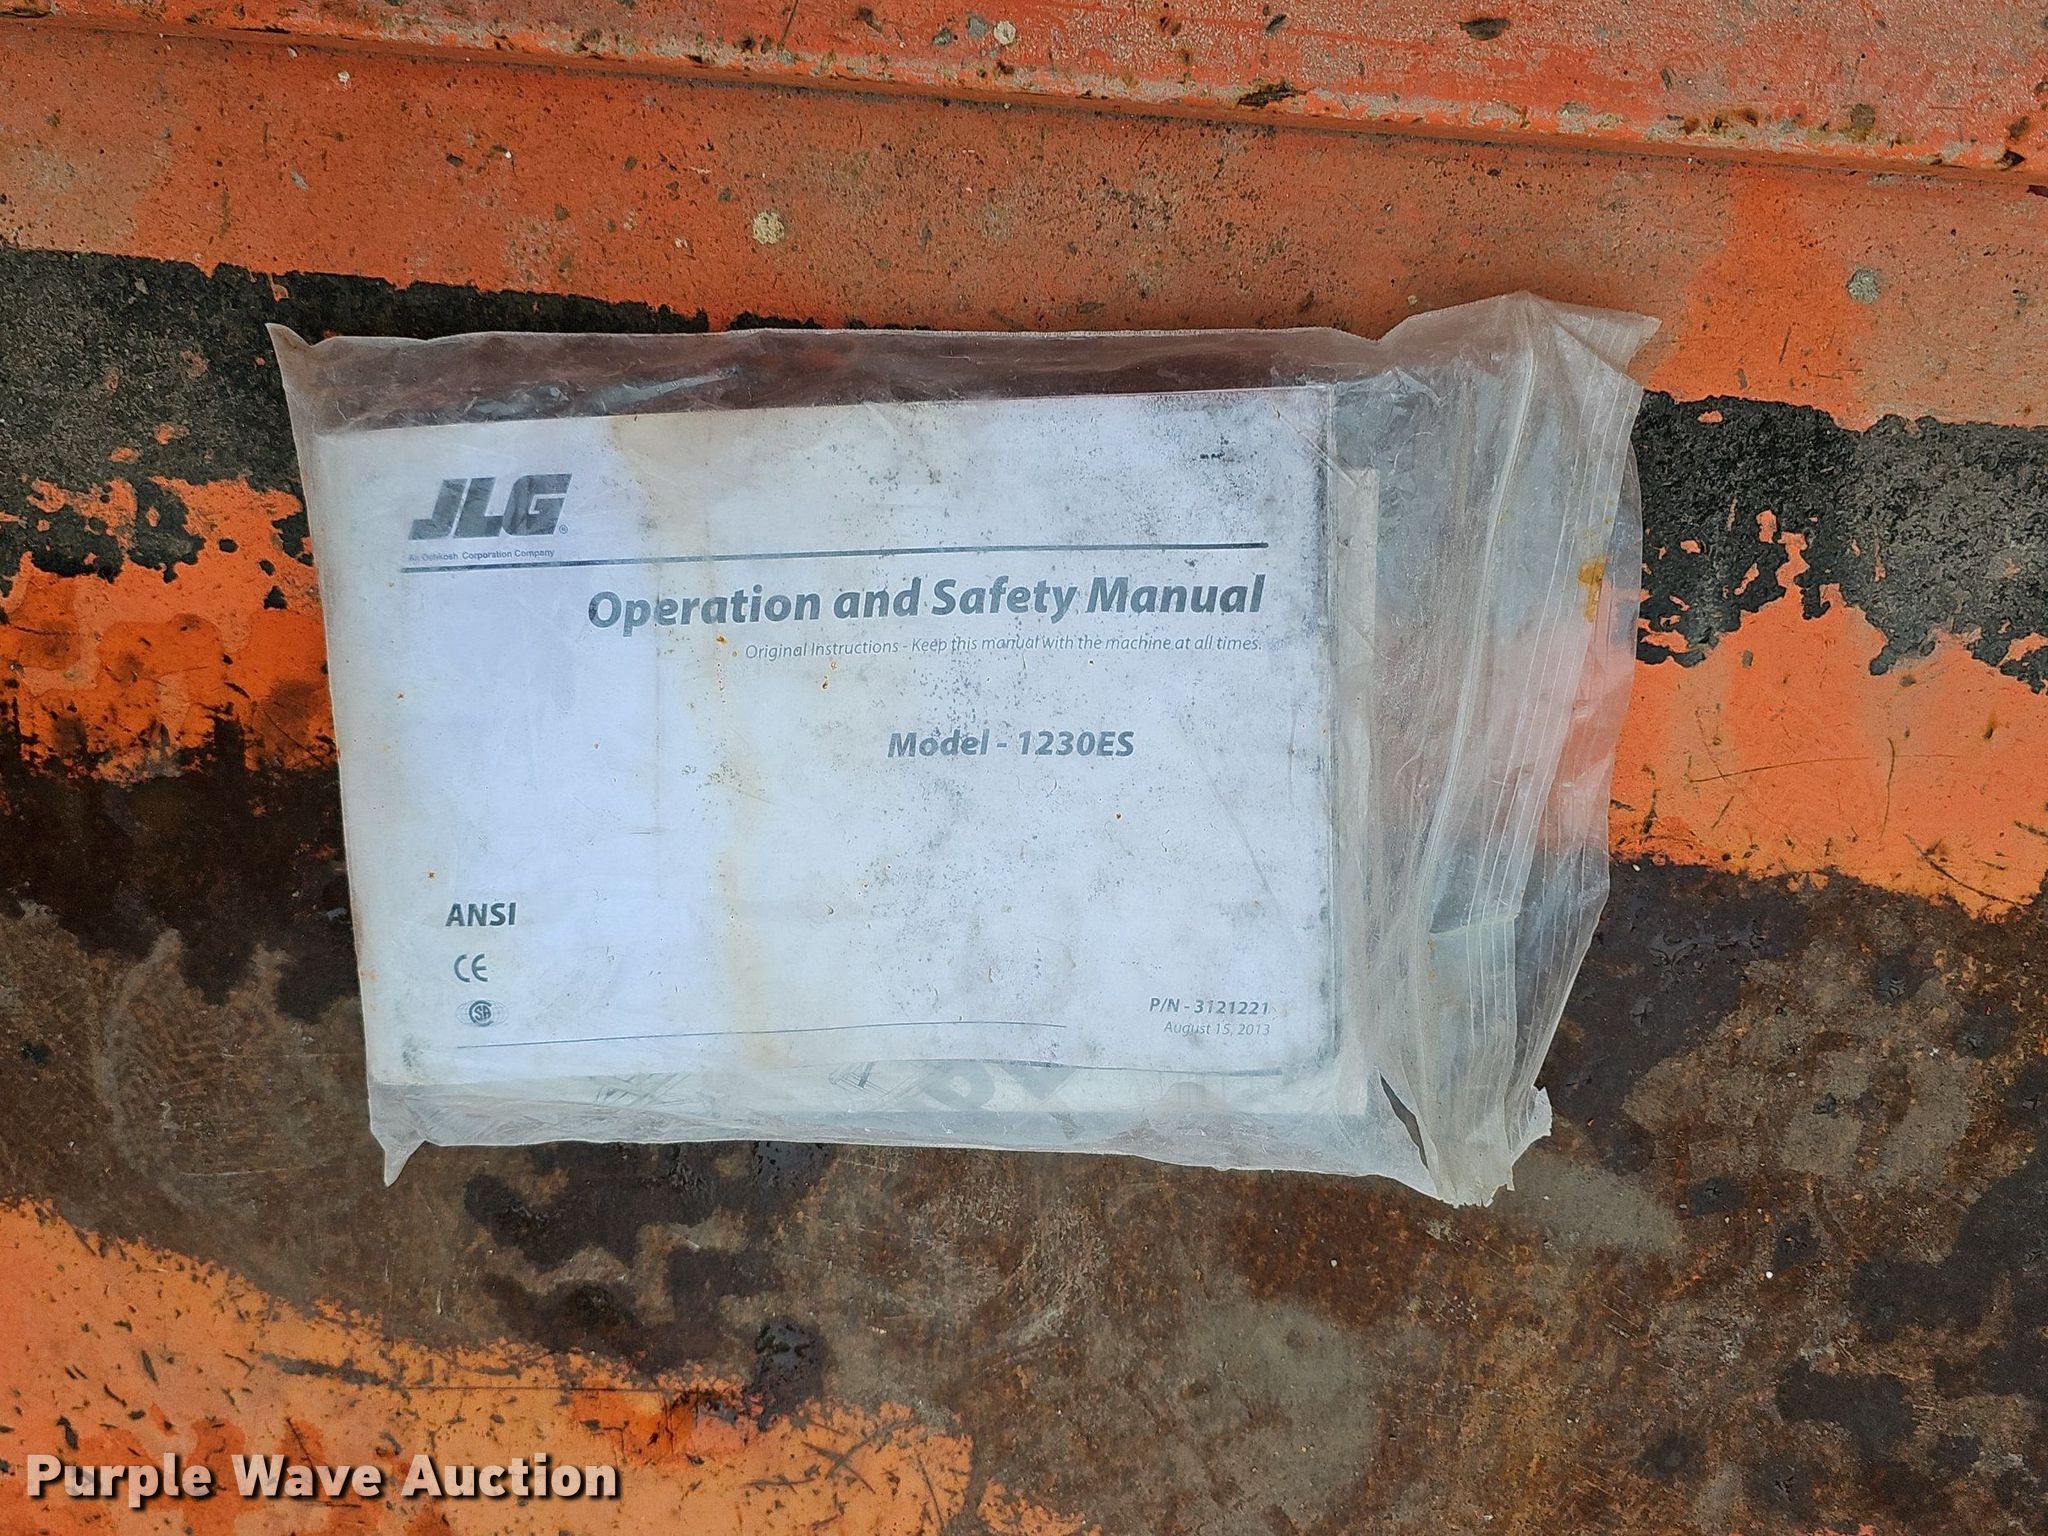 JLG®
An Oshkosh Corporation Company
Operation and Safety Manual
Original Instructions - Keep this manual with the machine at all times.
Model - 1230ES
ANSI
CE
P/N - 3121221
August 15, 2013
Purple Wave Auction